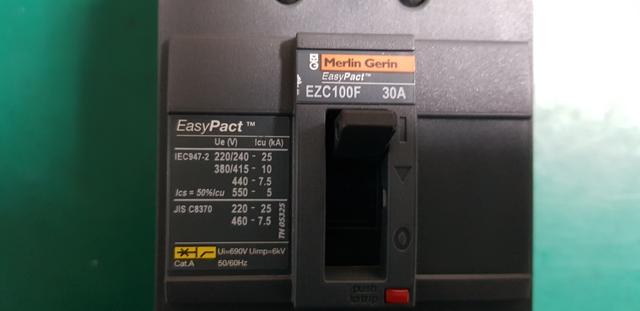 Merlin Gerin
EasyPact™
EZC100F 30A
EasyPact™
Ue (V) Icu (kA)
IEC947-2 220/240 - 25
380/415 - 10
440 - 7.5
Ics = 50%Icu 550 - 5
JIS C8370 220 - 25
460 - 7.5
TH 05325
Ui=690V Uimp=6kV
Cat.A 50/60Hz
I
O
push
to trip